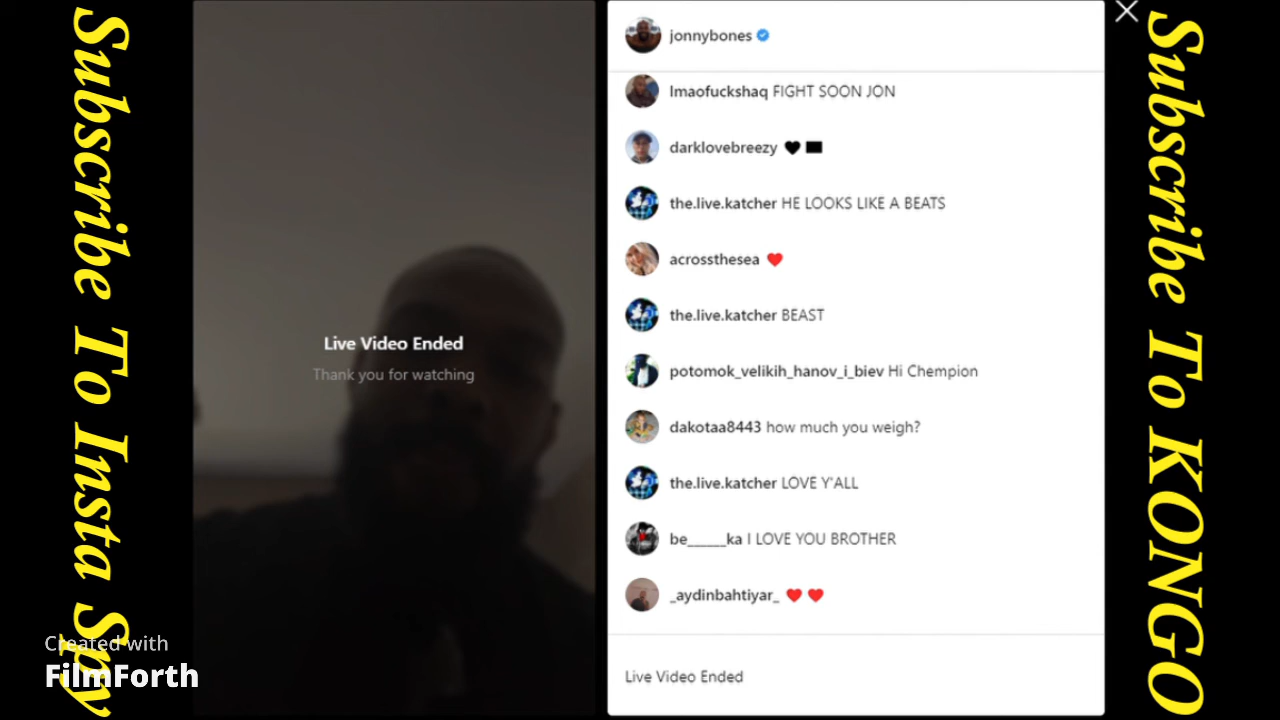 Subscribe To Insta Spy
Live Video Ended
Thank you for watching
jonnybones
lmaofuckshaq FIGHT SOON JON
darklovebreezy 🖤
the.live.katcher HE LOOKS LIKE A BEATS
acrossthesea ❤️
the.live.katcher BEAST
potomok_velikih_hanov_i_biev Hi Chempion
dakotaa8443 how much you weigh?
the.live.katcher LOVE Y'ALL
be______ka I LOVE YOU BROTHER
_aydinbahtiyar_ ❤️ ❤️
Live Video Ended
Subscribe To KONGO
Created with
FilmForth